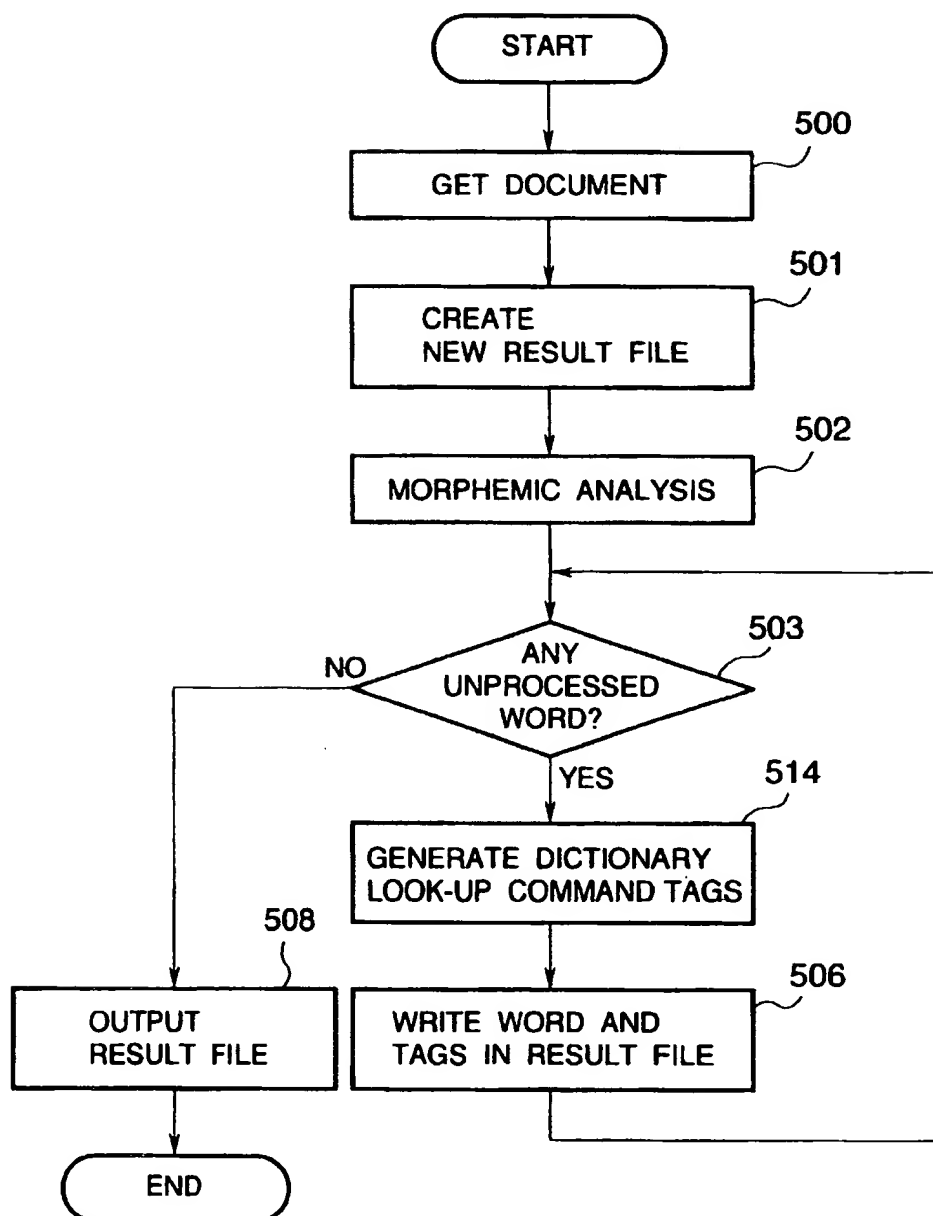 START
500
GET DOCUMENT
501
CREATE
NEW RESULT FILE
502
MORPHEMIC ANALYSIS
503
NO
ANY
UNPROCESSED
WORD?
YES
514
GENERATE DICTIONARY
LOOK-UP COMMAND TAGS
508
OUTPUT
RESULT FILE
506
WRITE WORD AND
TAGS IN RESULT FILE
END